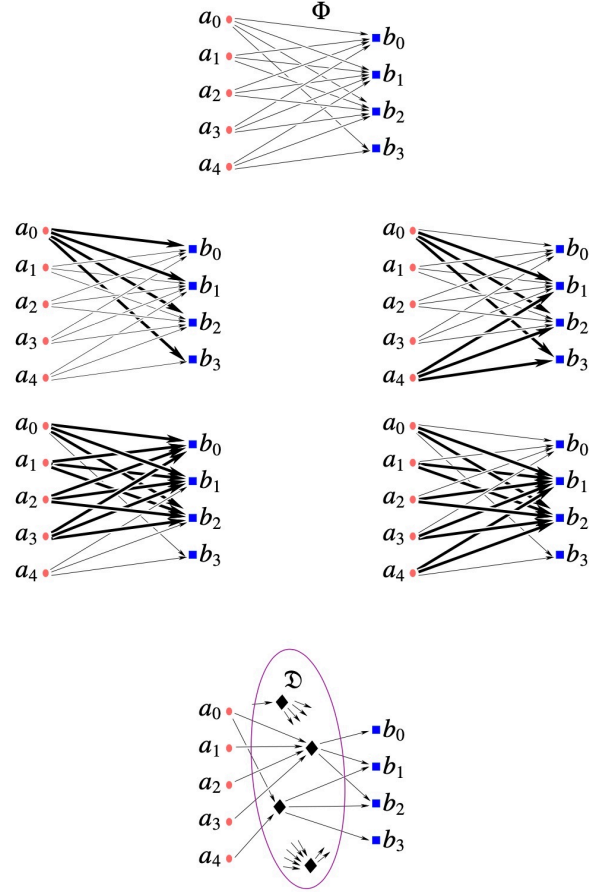 Φ
a₀ b₀
a₁ b₁
a₂ b₂
a₃ b₃
a₄
a₀ b₀
a₁ b₁
a₂ b₂
a₃ b₃
a₄
a₀ b₀
a₁ b₁
a₂ b₂
a₃ b₃
a₄
a₀ b₀
a₁ b₁
a₂ b₂
a₃ b₃
a₄
a₀ b₀
a₁ b₁
a₂ b₂
a₃ b₃
a₄
𝔇
a₀ b₀
a₁ b₁
a₂ b₂
a₃ b₃
a₄